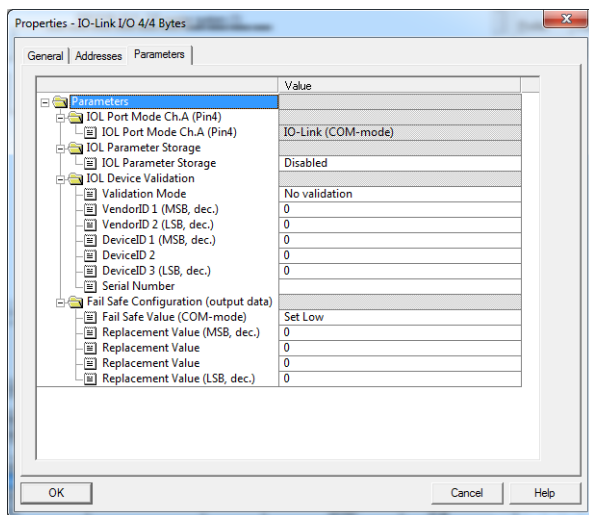 Properties - IO-Link I/O 4/4 Bytes
General Addresses Parameters
Value
Parameters
IOL Port Mode Ch.A (Pin4)
IOL Port Mode Ch.A (Pin4) IO-Link (COM-mode)
IOL Parameter Storage
IOL Parameter Storage Disabled
IOL Device Validation
Validation Mode No validation
VendorID 1 (MSB, dec.) 0
VendorID 2 (LSB, dec.) 0
DeviceID 1 (MSB, dec.) 0
DeviceID 2 0
DeviceID 3 (LSB, dec.) 0
Serial Number
Fail Safe Configuration (output data)
Fail Safe Value (COM-mode) Set Low
Replacement Value (MSB, dec.) 0
Replacement Value 0
Replacement Value 0
Replacement Value (LSB, dec.) 0
OK Cancel Help